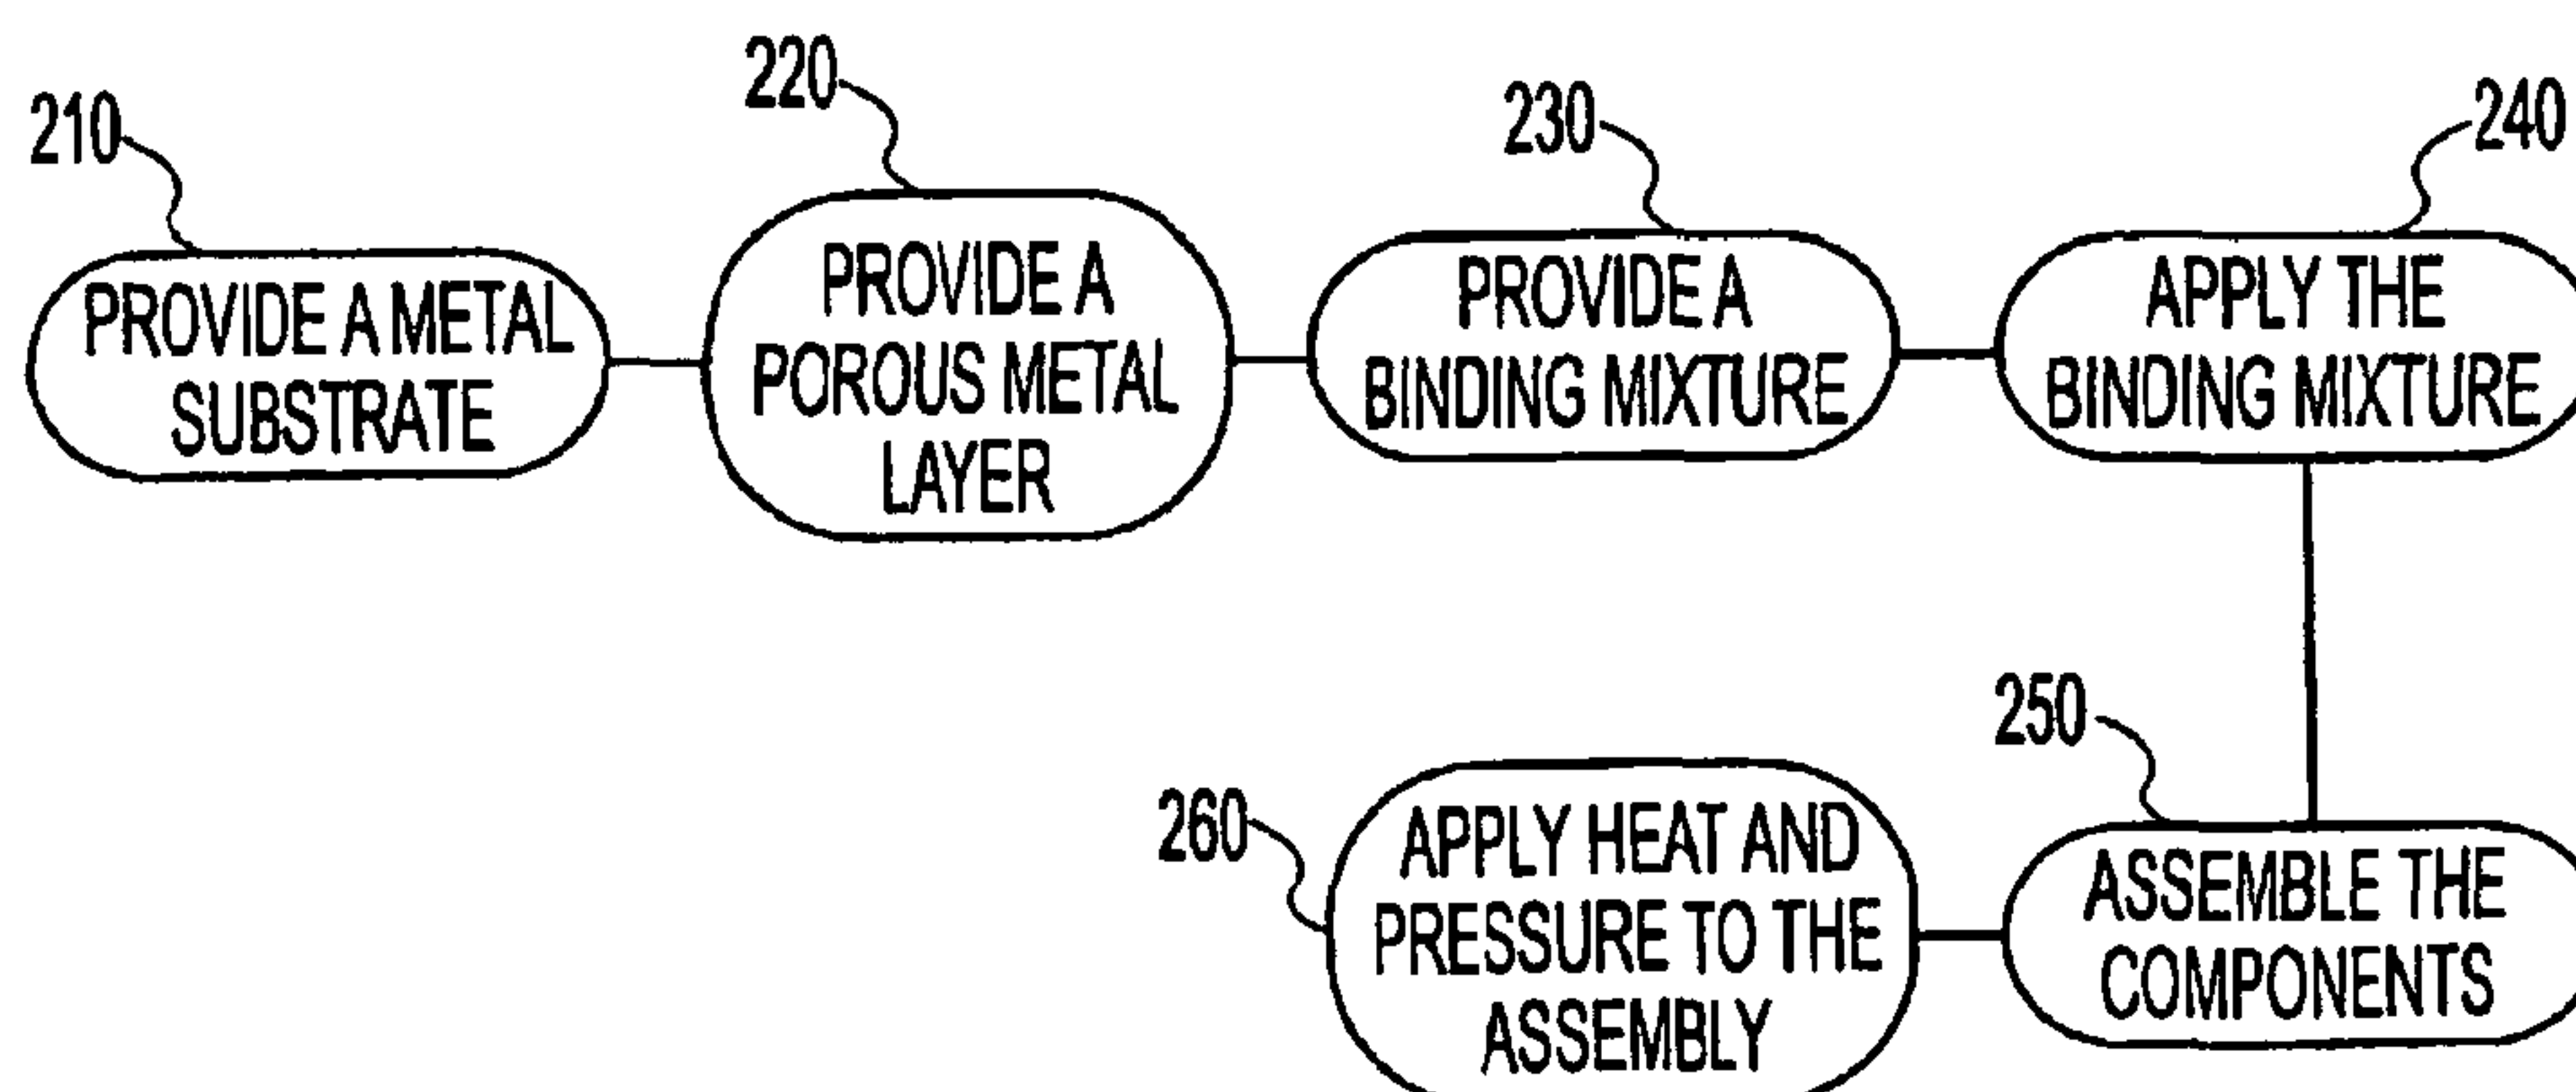 210
PROVIDE A METAL
SUBSTRATE
220
PROVIDE A
POROUS METAL
LAYER
230
PROVIDE A
BINDING MIXTURE
240
APPLY THE
BINDING MIXTURE
250
ASSEMBLE THE
COMPONENTS
260
APPLY HEAT AND
PRESSURE TO THE
ASSEMBLY